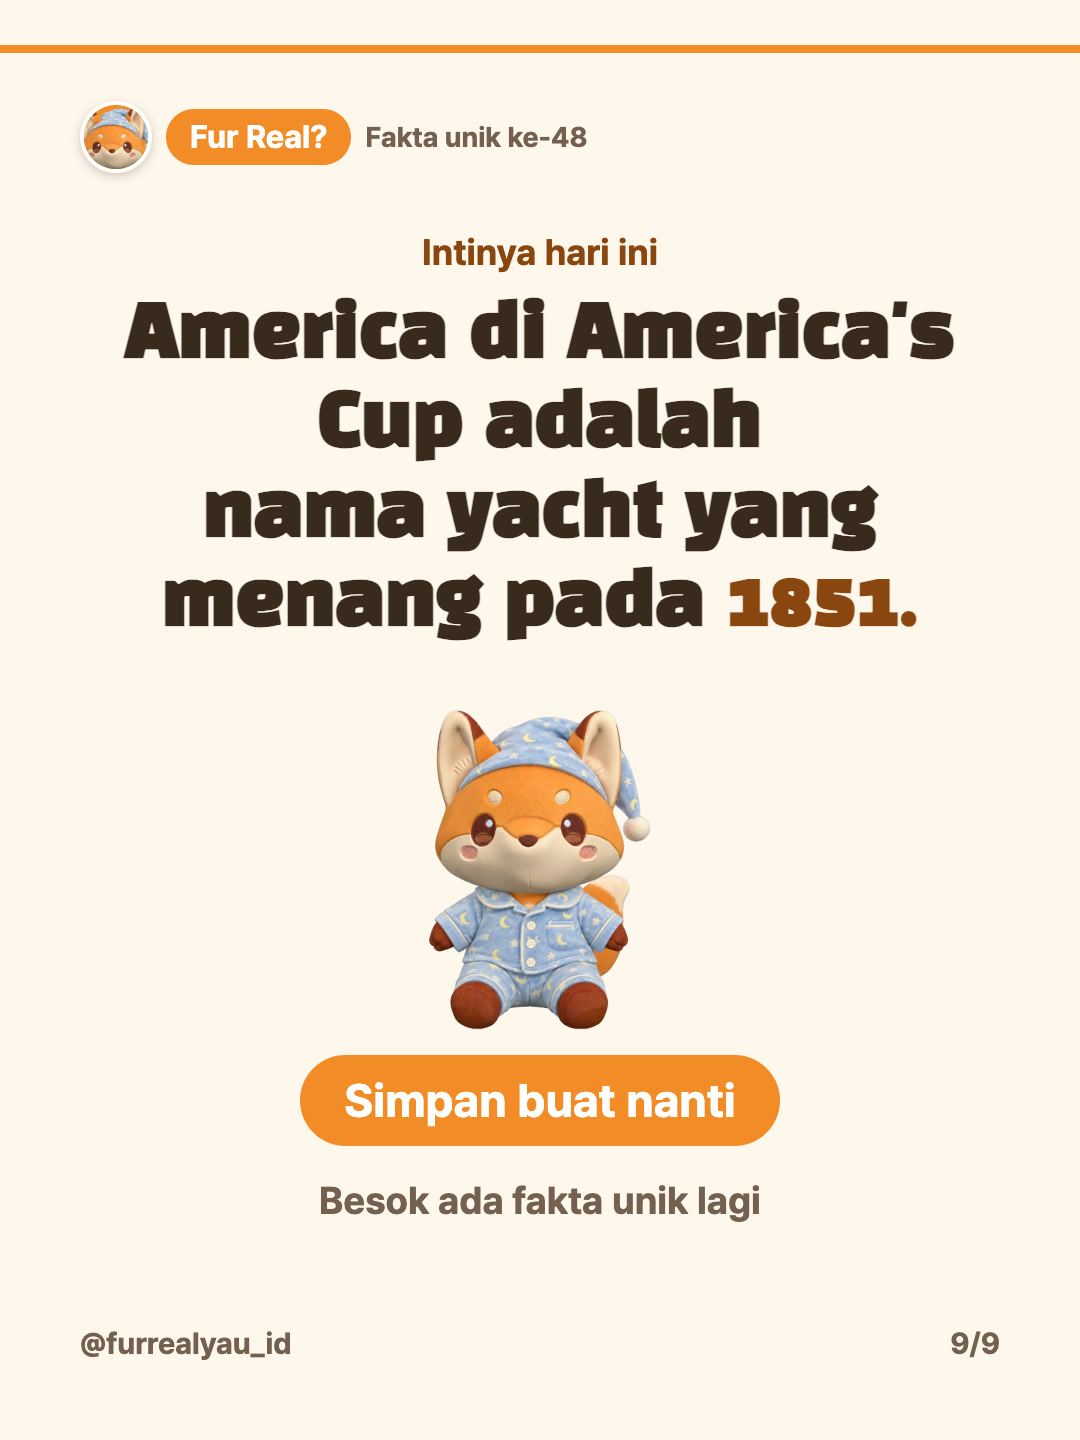 Fur Real?
Fakta unik ke-48
Intinya hari ini
America di America's
Cup adalah
nama yacht yang
menang pada 1851.
Simpan buat nanti
Besok ada fakta unik lagi
@furrealyau_id
9/9